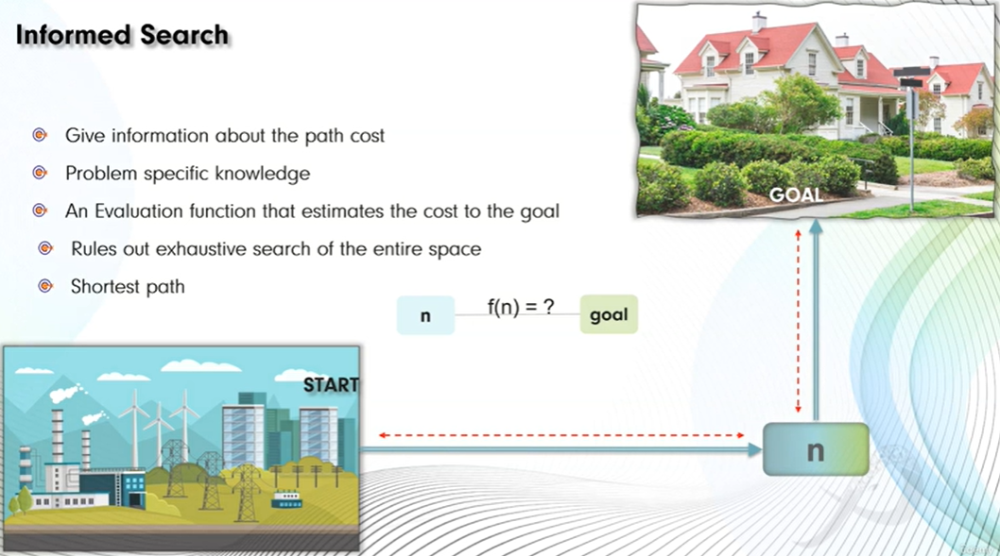 Informed Search
Give information about the path cost
Problem specific knowledge
An Evaluation function that estimates the cost to the goal
Rules out exhaustive search of the entire space
Shortest path
n
f(n) = ?
goal
GOAL
START
n